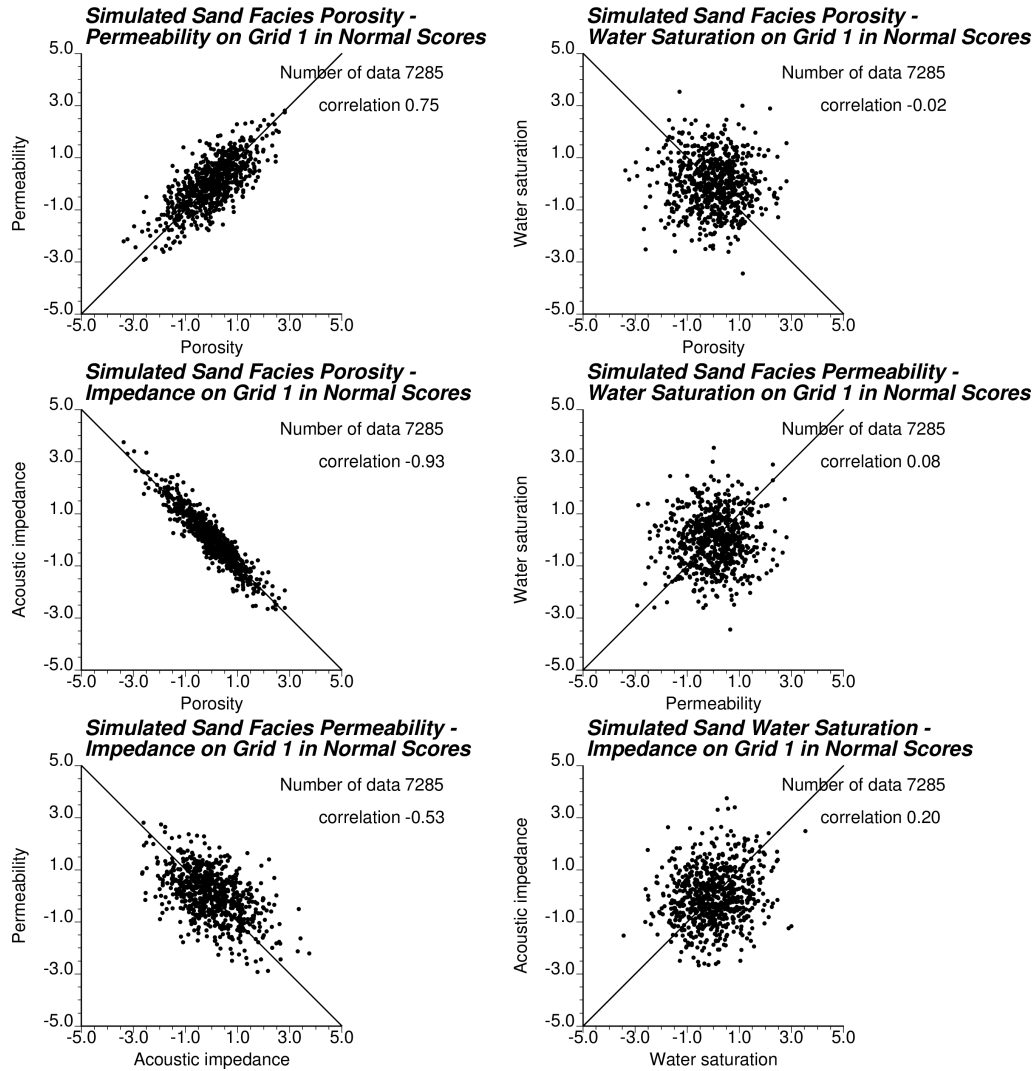 Simulated Sand Facies Porosity -
Permeability on Grid 1 in Normal Scores
Number of data 7285
correlation 0.75
Permeability
5.0
3.0
1.0
-1.0
-3.0
-5.0
-5.0 -3.0 -1.0 1.0 3.0 5.0
Porosity
Simulated Sand Facies Porosity -
Water Saturation on Grid 1 in Normal Scores
Number of data 7285
correlation -0.02
Water saturation
5.0
3.0
1.0
-1.0
-3.0
-5.0
-5.0 -3.0 -1.0 1.0 3.0 5.0
Porosity
Simulated Sand Facies Porosity -
Impedance on Grid 1 in Normal Scores
Number of data 7285
correlation -0.93
Acoustic impedance
5.0
3.0
1.0
-1.0
-3.0
-5.0
-5.0 -3.0 -1.0 1.0 3.0 5.0
Porosity
Simulated Sand Facies Permeability -
Water Saturation on Grid 1 in Normal Scores
Number of data 7285
correlation 0.08
Water saturation
5.0
3.0
1.0
-1.0
-3.0
-5.0
-5.0 -3.0 -1.0 1.0 3.0 5.0
Permeability
Simulated Sand Facies Permeability -
Impedance on Grid 1 in Normal Scores
Number of data 7285
correlation -0.53
Permeability
5.0
3.0
1.0
-1.0
-3.0
-5.0
-5.0 -3.0 -1.0 1.0 3.0 5.0
Acoustic impedance
Simulated Sand Water Saturation -
Impedance on Grid 1 in Normal Scores
Number of data 7285
correlation 0.20
Acoustic impedance
5.0
3.0
1.0
-1.0
-3.0
-5.0
-5.0 -3.0 -1.0 1.0 3.0 5.0
Water saturation